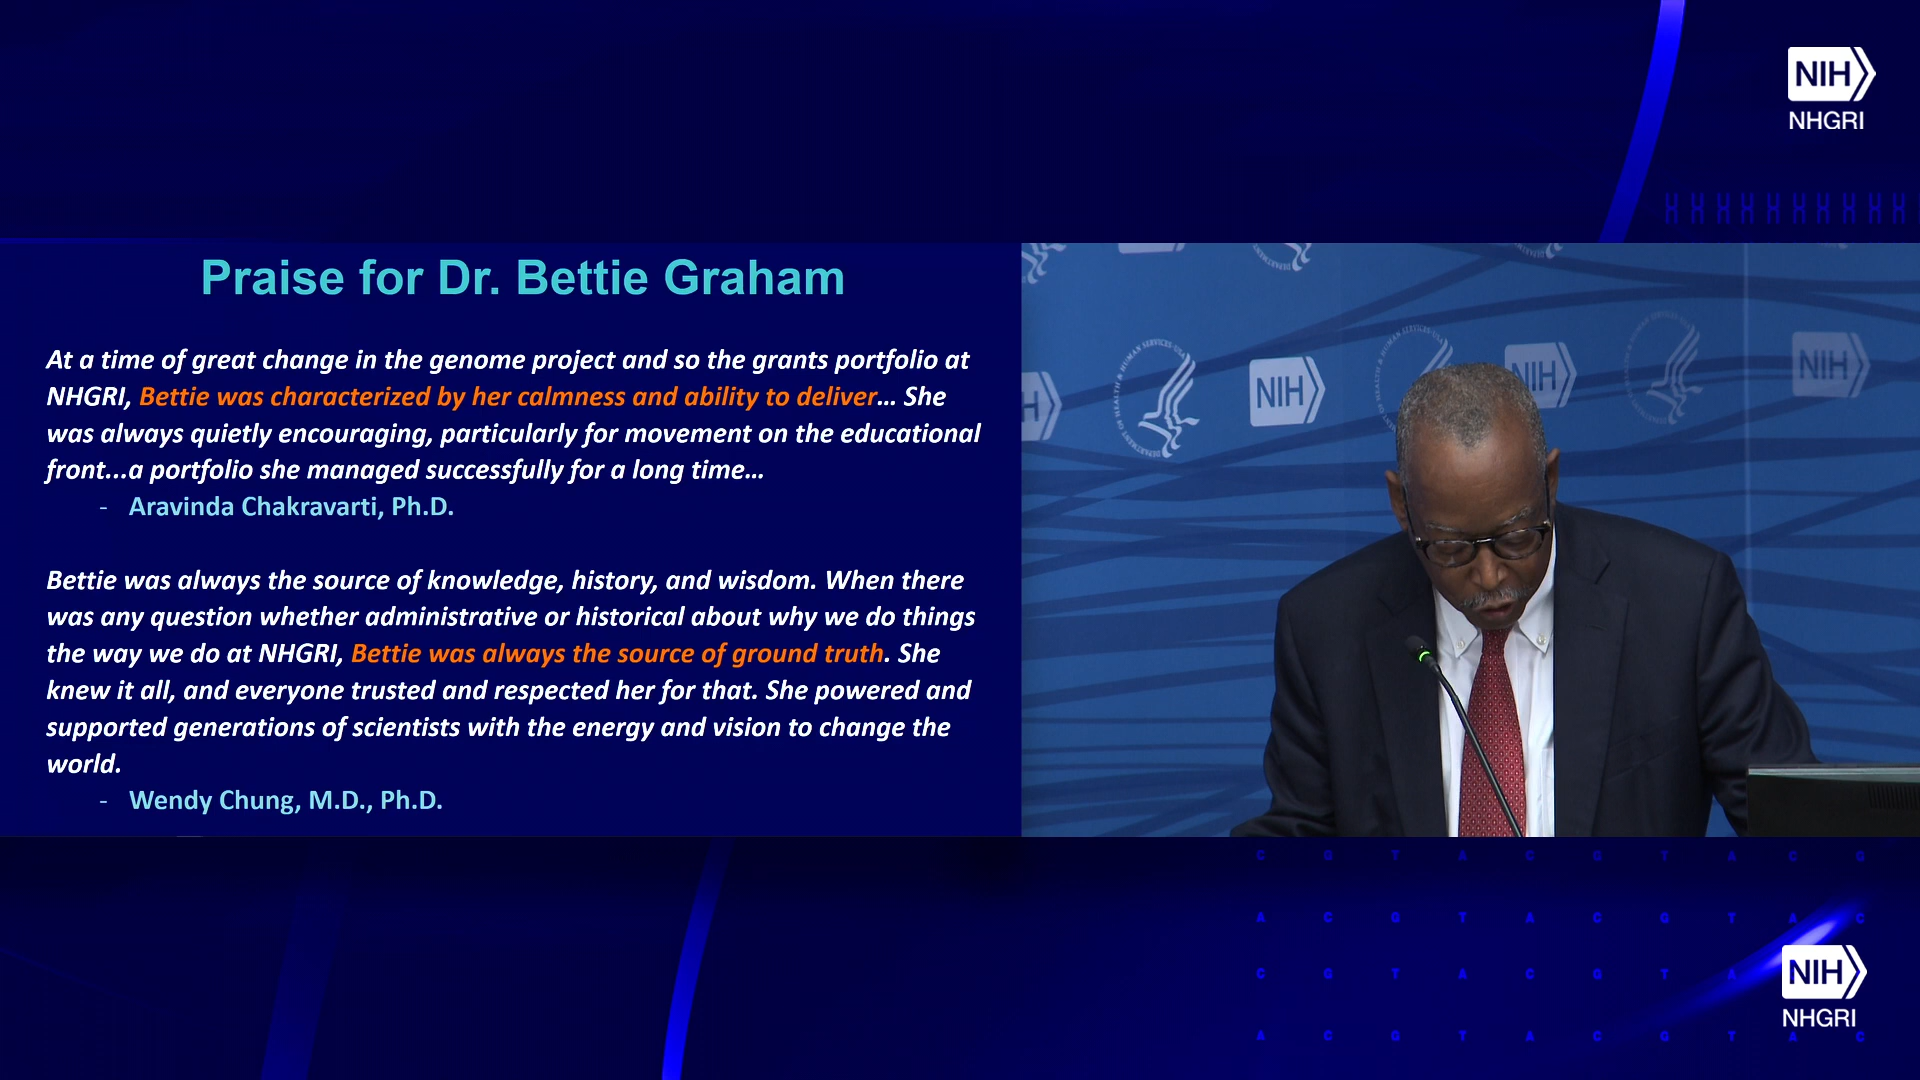 NIH
NHGRI
Praise for Dr. Bettie Graham
At a time of great change in the genome project and so the grants portfolio at
NHGRI, Bettie was characterized by her calmness and ability to deliver... She
was always quietly encouraging, particularly for movement on the educational
front...a portfolio she managed successfully for a long time...
- Aravinda Chakravarti, Ph.D.
Bettie was always the source of knowledge, history, and wisdom. When there
was any question whether administrative or historical about why we do things
the way we do at NHGRI, Bettie was always the source of ground truth. She
knew it all, and everyone trusted and respected her for that. She powered and
supported generations of scientists with the energy and vision to change the
world.
- Wendy Chung, M.D., Ph.D.
DEPARTMENT OF HEALTH & HUMAN SERVICES·USA
NIH
NIH
NIH
C G T A C G T A C G
A C G T A C G T A C
C G T A C G T A
A C G T A C G T A C
NIH
NHGRI